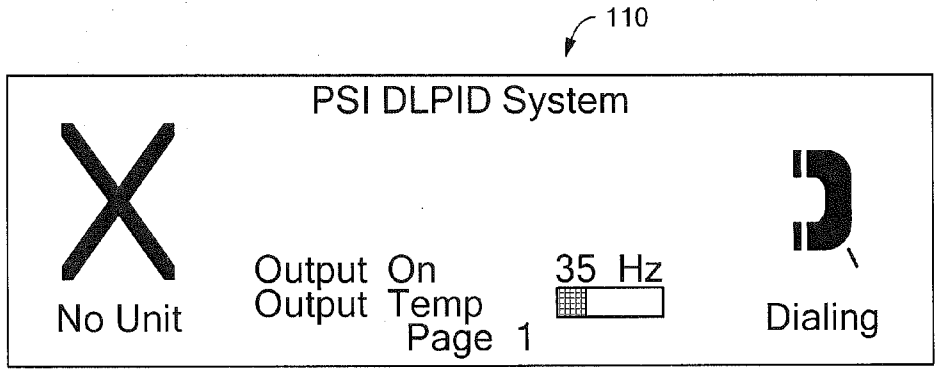 110
PSI DLPID System
Output On 35 Hz
Output Temp
No Unit
Page 1
Dialing